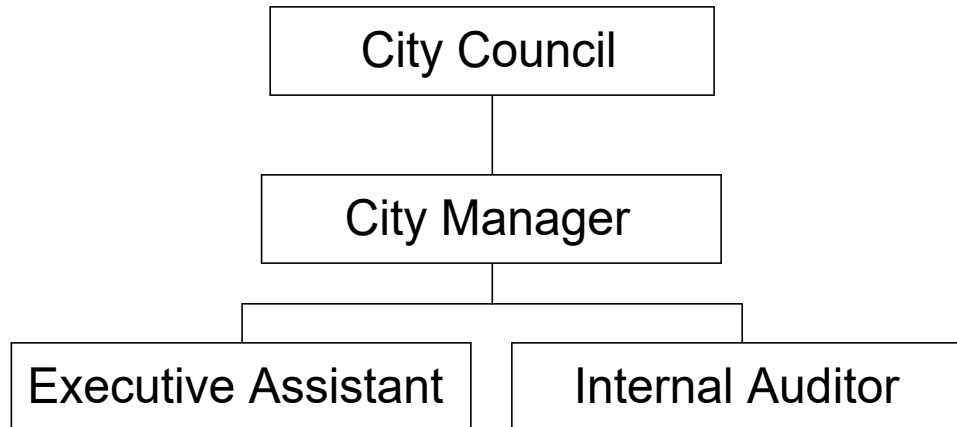 City Council
City Manager
Executive Assistant
Internal Auditor